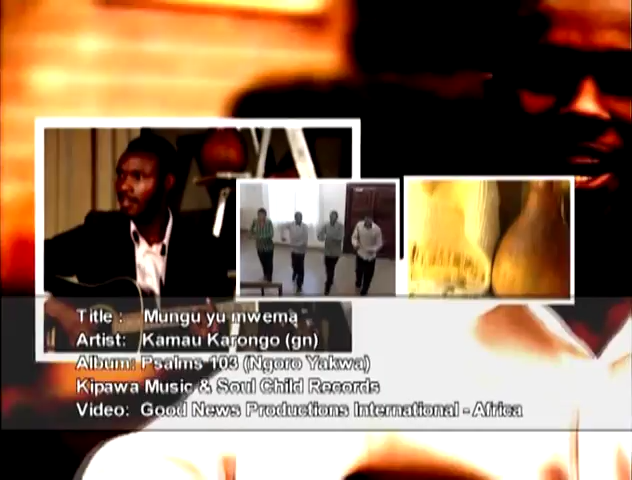 Title : Mungu yu mwema
Artist: Kamau Karongo (gn)
Album: Psalms 103 (Ngoro Yakwa)
Kipawa Music & Soul Child Records
Video: Good News Productions International - Africa